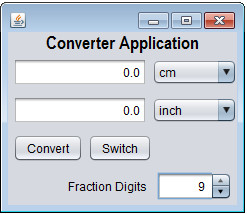 Converter Application
0.0 cm
0.0 inch
Convert Switch
Fraction Digits 9